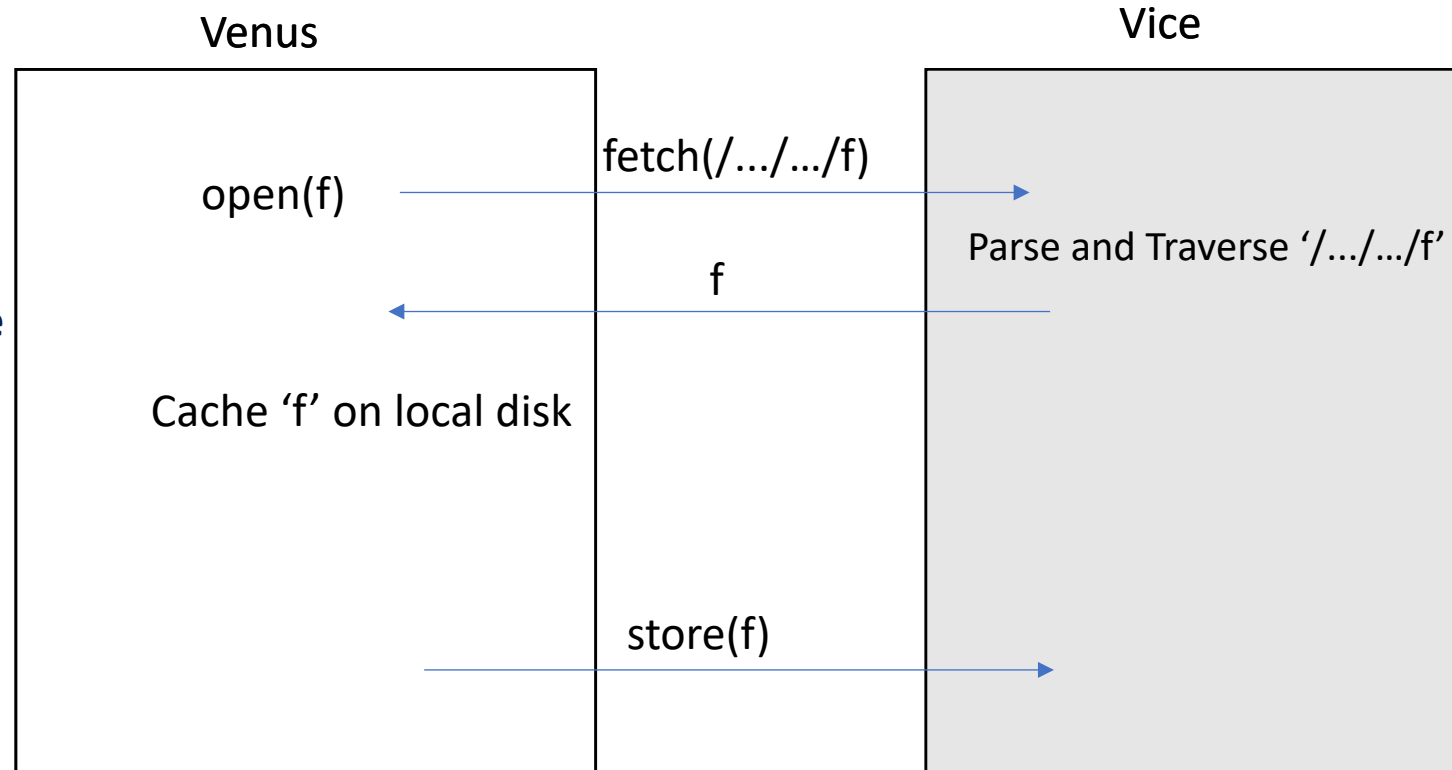 Venus
Vice
open(f)
fetch(/.../.../f)
Parse and Traverse ‘/.../.../f’
f
e
Cache ‘f’ on local disk
store(f)